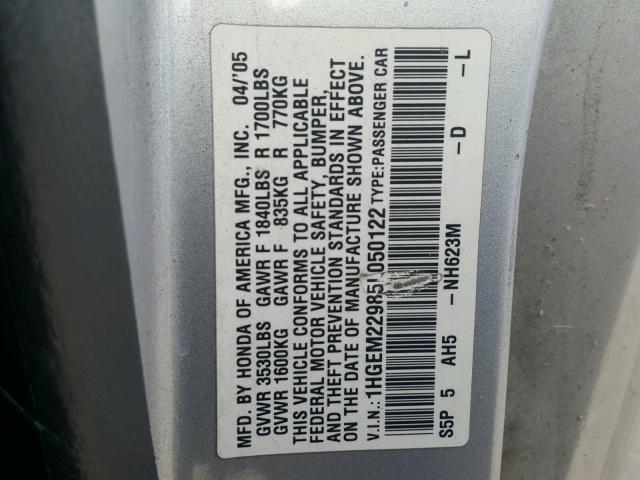 MFD. BY HONDA OF AMERICA MFG., INC. 04/'05
GVWR 3530LBS GAWR F 1840LBS R 1700LBS
GVWR 1600KG GAWR F 835KG R 770KG
THIS VEHICLE CONFORMS TO ALL APPLICABLE
FEDERAL MOTOR VEHICLE SAFETY, BUMPER,
AND THEFT PREVENTION STANDARDS IN EFFECT
ON THE DATE OF MANUFACTURE SHOWN ABOVE.
V.I.N.: TYPE:PASSENGER CAR
S5P 5 AH5 -NH623M -D -L